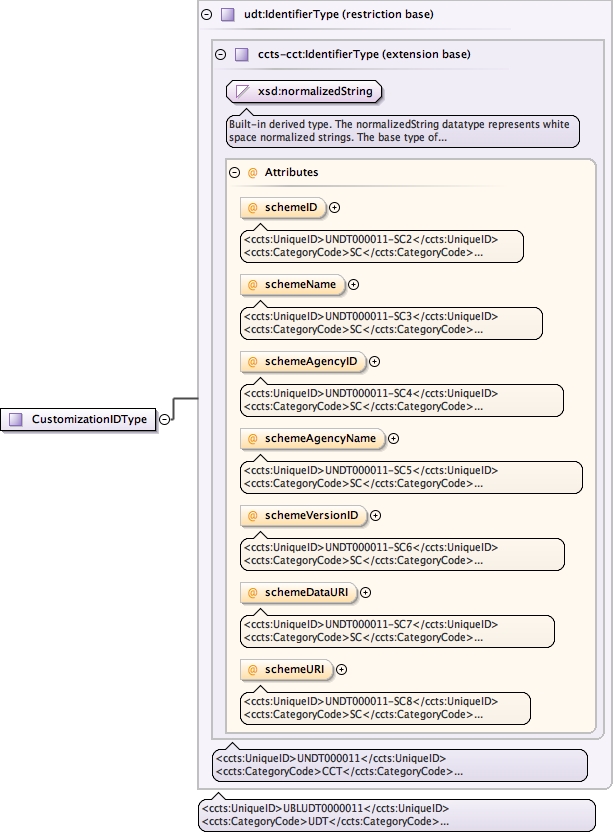 udt:IdentifierType (restriction base)
ccts-cct:IdentifierType (extension base)
xsd:normalizedString
Built-in derived type. The normalizedString datatype represents white
space normalized strings. The base type of...
@ Attributes
@ schemeID
<ccts:UniqueID>UNDT000011-SC2</ccts:UniqueID>
<ccts:CategoryCode>SC</ccts:CategoryCode>...
@ schemeName
<ccts:UniqueID>UNDT000011-SC3</ccts:UniqueID>
<ccts:CategoryCode>SC</ccts:CategoryCode>...
@ schemeAgencyID
<ccts:UniqueID>UNDT000011-SC4</ccts:UniqueID>
<ccts:CategoryCode>SC</ccts:CategoryCode>...
CustomizationIDType
@ schemeAgencyName
<ccts:UniqueID>UNDT000011-SC5</ccts:UniqueID>
<ccts:CategoryCode>SC</ccts:CategoryCode>...
@ schemeVersionID
<ccts:UniqueID>UNDT000011-SC6</ccts:UniqueID>
<ccts:CategoryCode>SC</ccts:CategoryCode>...
@ schemeDataURI
<ccts:UniqueID>UNDT000011-SC7</ccts:UniqueID>
<ccts:CategoryCode>SC</ccts:CategoryCode>...
@ schemeURI
<ccts:UniqueID>UNDT000011-SC8</ccts:UniqueID>
<ccts:CategoryCode>SC</ccts:CategoryCode>...
<ccts:UniqueID>UNDT000011</ccts:UniqueID>
<ccts:CategoryCode>CCT</ccts:CategoryCode>...
<ccts:UniqueID>UBLUDT0000011</ccts:UniqueID>
<ccts:CategoryCode>UDT</ccts:CategoryCode>...